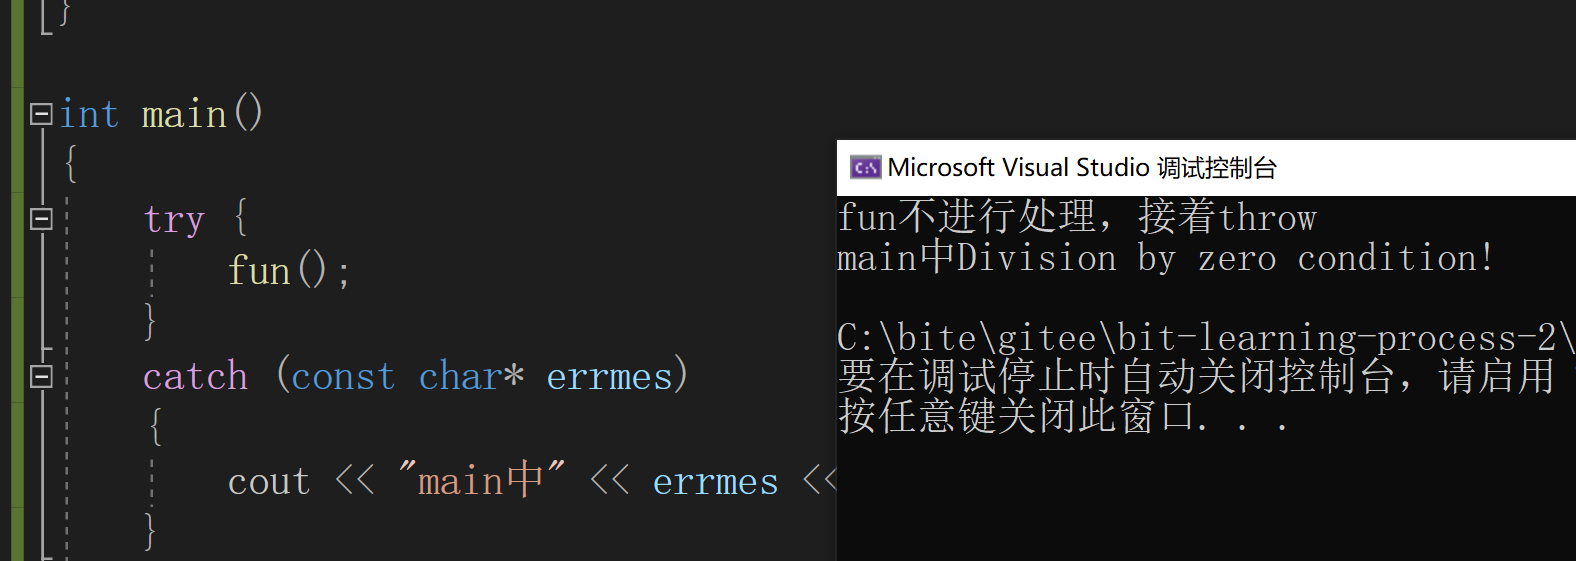 }
int main()
{
try {
fun();
}
catch (const char* errmes)
{
cout << "main中" << errmes <<
}
Microsoft Visual Studio 调试控制台
fun不进行处理，接着throw
main中Division by zero condition!
C:\bite\gitee\bit-learning-process-2\
要在调试停止时自动关闭控制台，请启用
按任意键关闭此窗口. . .